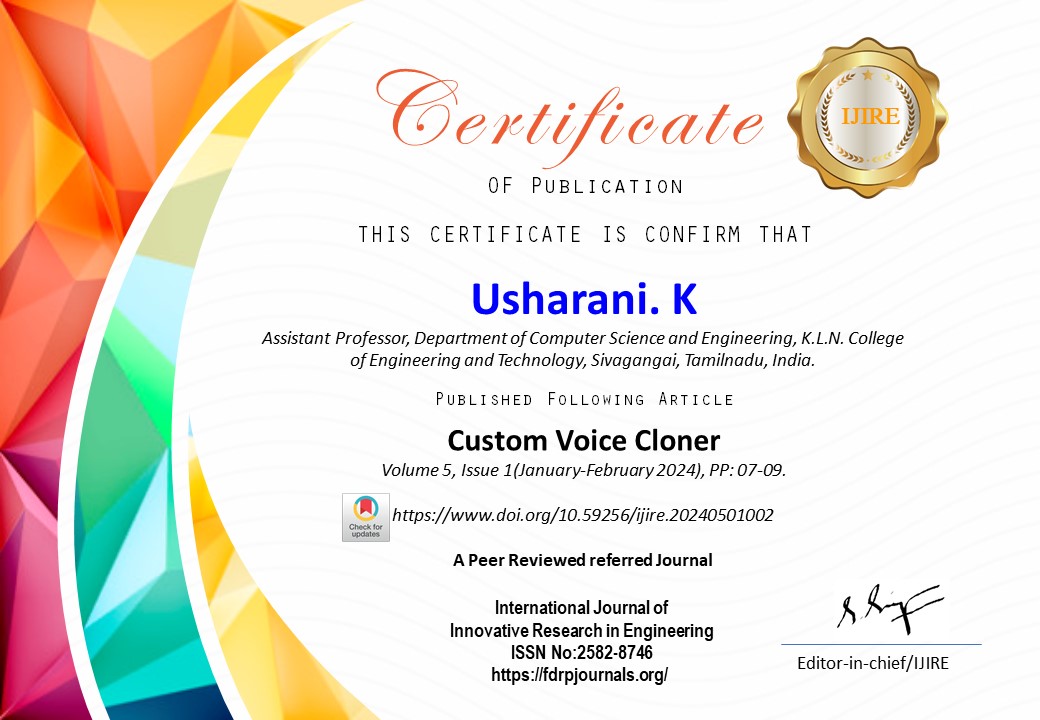 Certificate
IJIRE
OF PUBLICATION
THIS CERTIFICATE IS CONFIRM THAT
Usharani. K
Assistant Professor, Department of Computer Science and Engineering, K.L.N. College
of Engineering and Technology, Sivagangai, Tamilnadu, India.
PUBLISHED FOLLOWING ARTICLE
Custom Voice Cloner
Volume 5, Issue 1(January-February 2024), PP: 07-09.
Check for
updates
https://www.doi.org/10.59256/ijire.20240501002
A Peer Reviewed referred Journal
International Journal of
Innovative Research in Engineering
ISSN No:2582-8746
https://fdrpjournals.org/
Editor-in-chief/IJIRE